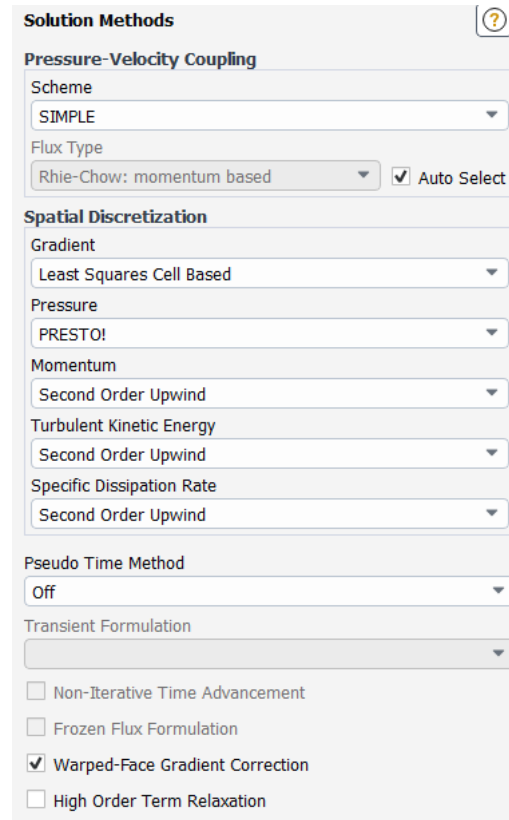 Solution Methods
?
Pressure-Velocity Coupling
Scheme
SIMPLE
Flux Type
Rhie-Chow: momentum based
Auto Select
Spatial Discretization
Gradient
Least Squares Cell Based
Pressure
PRESTO!
Momentum
Second Order Upwind
Turbulent Kinetic Energy
Second Order Upwind
Specific Dissipation Rate
Second Order Upwind
Pseudo Time Method
Off
Transient Formulation
Non-Iterative Time Advancement
Frozen Flux Formulation
Warped-Face Gradient Correction
High Order Term Relaxation